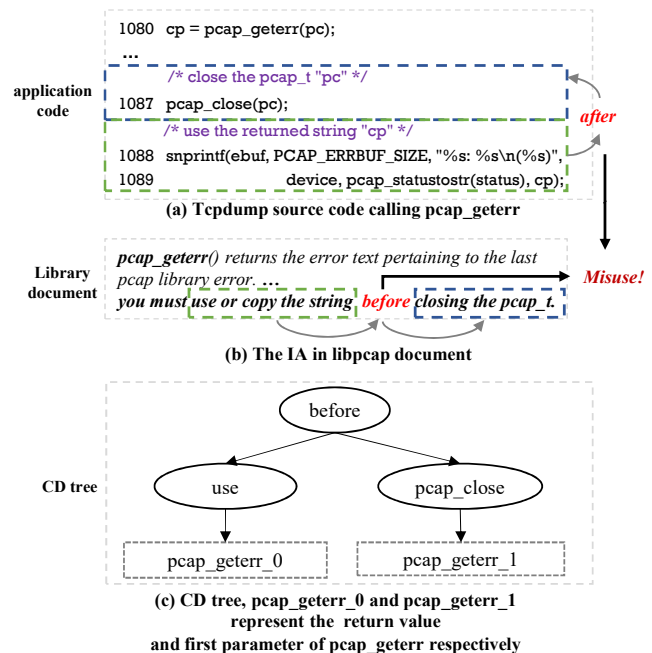 1080 cp = pcap_geterr(pc);
...
/* close the pcap_t "pc" */
application
code
1087 pcap_close(pc);
after
/* use the returned string "cp" */
1088 snprintf(ebuf, PCAP_ERRBUF_SIZE, "%s: %s\n(%s)",
1089 device, pcap_statustostr(status), cp);
(a) Tcpdump source code calling pcap_geterr
Library
document
pcap_geterr() returns the error text pertaining to the last
pcap library error. ...
you must use or copy the string before closing the pcap_t.
Misuse!
(b) The IA in libpcap document
before
CD tree
use
pcap_close
pcap_geterr_0
pcap_geterr_1
(c) CD tree, pcap_geterr_0 and pcap_geterr_1
represent the return value
and first parameter of pcap_geterr respectively